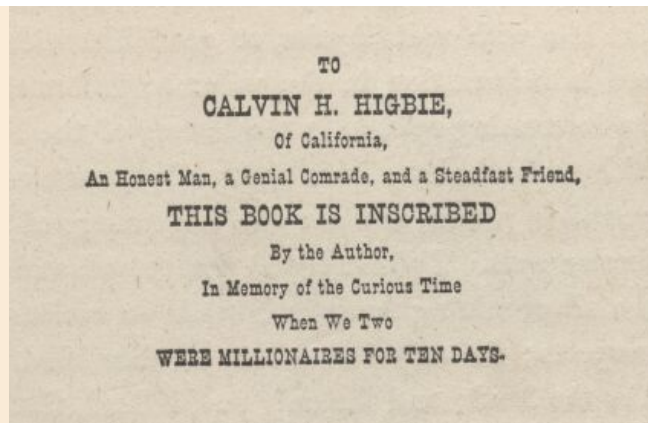 TO
CALVIN H. HIGBIE,
Of California,
An Honest Man, a Genial Comrade, and a Steadfast Friend,
THIS BOOK IS INSCRIBED
By the Author,
In Memory of the Curious Time
When We Two
WERE MILLIONAIRES FOR TEN DAYS.